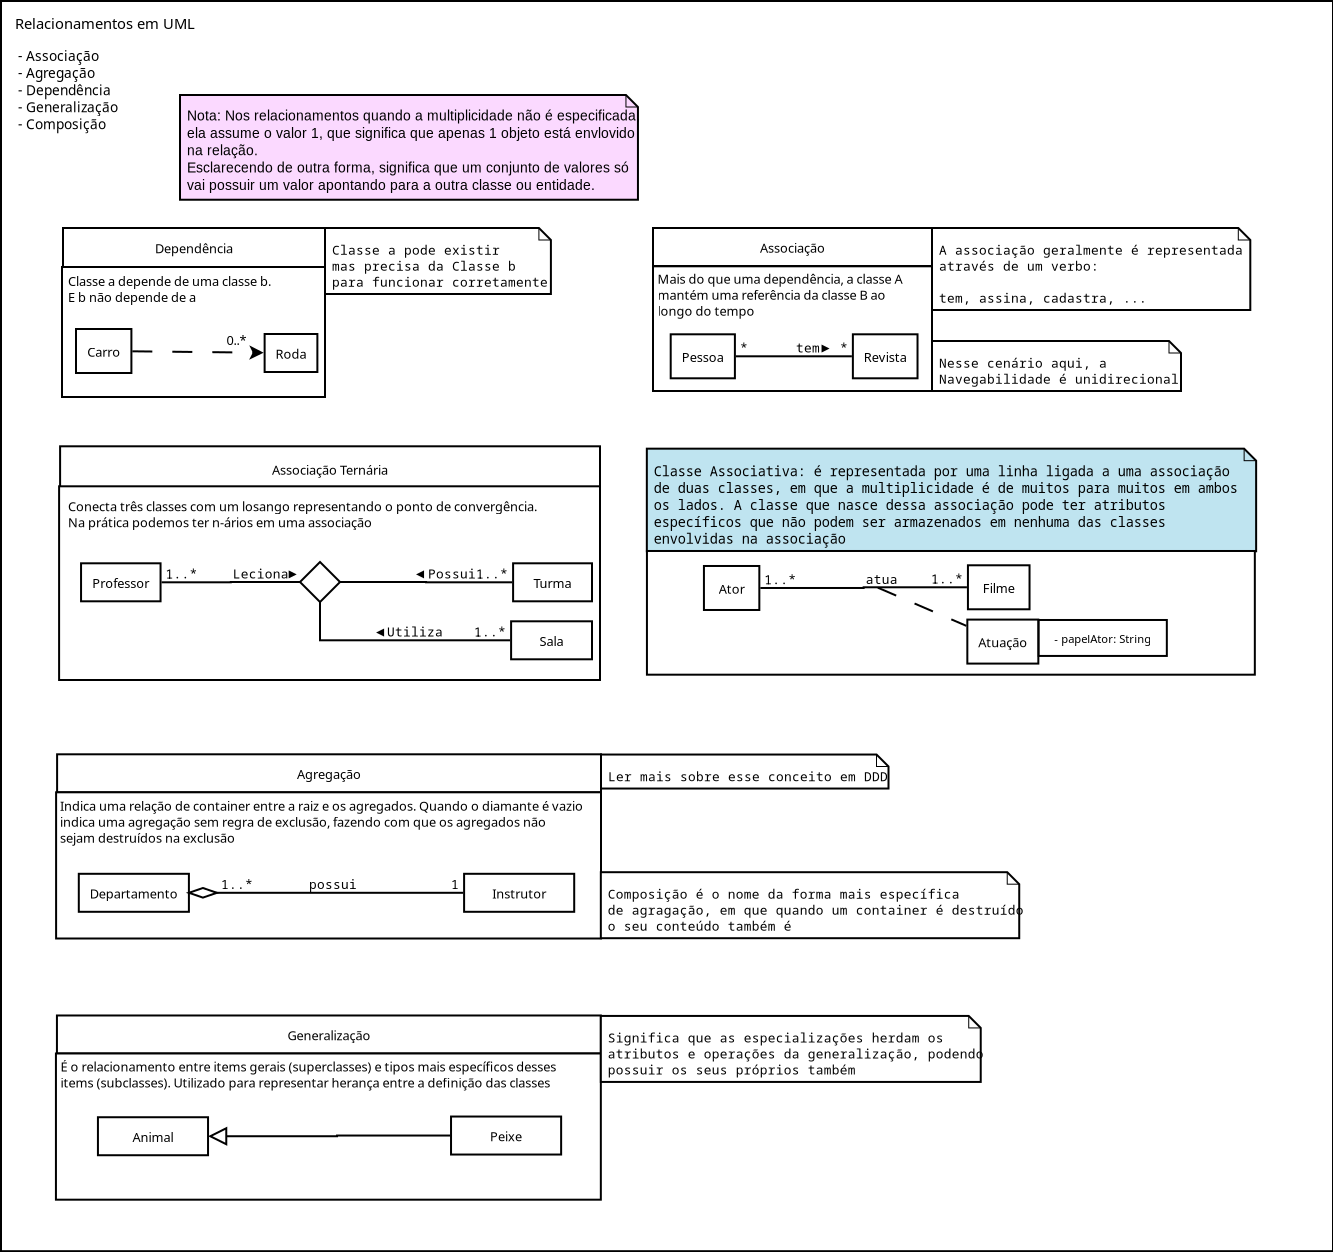 Relacionamentos em UML
- Associação
- Agregação
- Dependência
- Generalização
- Composição
Nota: Nos relacionamentos quando a multiplicidade não é especificada
ela assume o valor 1, que significa que apenas 1 objeto está envlovido
na relação.
Esclarecendo de outra forma, significa que um conjunto de valores só
vai possuir um valor apontando para a outra classe ou entidade.
Dependência
Classe a depende de uma classe b.
E b não depende de a
Carro
0..*
Roda
Classe a pode existir
mas precisa da Classe b
para funcionar corretamente
Associação
Mais do que uma dependência, a classe A
mantém uma referência da classe B ao
longo do tempo
Pessoa
*
tem►
*
Revista
A associação geralmente é representada
através de um verbo:
tem, assina, cadastra, ...
Nesse cenário aqui, a
Navegabilidade é unidirecional
Associação Ternária
Conecta três classes com um losango representando o ponto de convergência.
Na prática podemos ter n-ários em uma associação
Professor
1..*
Leciona►
◄Possui
1..*
Turma
◄Utiliza
1..*
Sala
Classe Associativa: é representada por uma linha ligada a uma associação
de duas classes, em que a multiplicidade é de muitos para muitos em ambos
os lados. A classe que nasce dessa associação pode ter atributos
específicos que não podem ser armazenados em nenhuma das classes
envolvidas na associação
Ator
1..*
atua
1..*
Filme
Atuação
- papelAtor: String
Agregação
Indica uma relação de container entre a raiz e os agregados. Quando o diamante é vazio
indica uma agregação sem regra de exclusão, fazendo com que os agregados não
sejam destruídos na exclusão
Departamento
1..*
possui
1
Instrutor
Ler mais sobre esse conceito em DDD
Composição é o nome da forma mais específica
de agragação, em que quando um container é destruído
o seu conteúdo também é
Generalização
É o relacionamento entre items gerais (superclasses) e tipos mais específicos desses
items (subclasses). Utilizado para representar herança entre a definição das classes
Animal
Peixe
Significa que as especializações herdam os
atributos e operações da generalização, podendo
possuir os seus próprios também